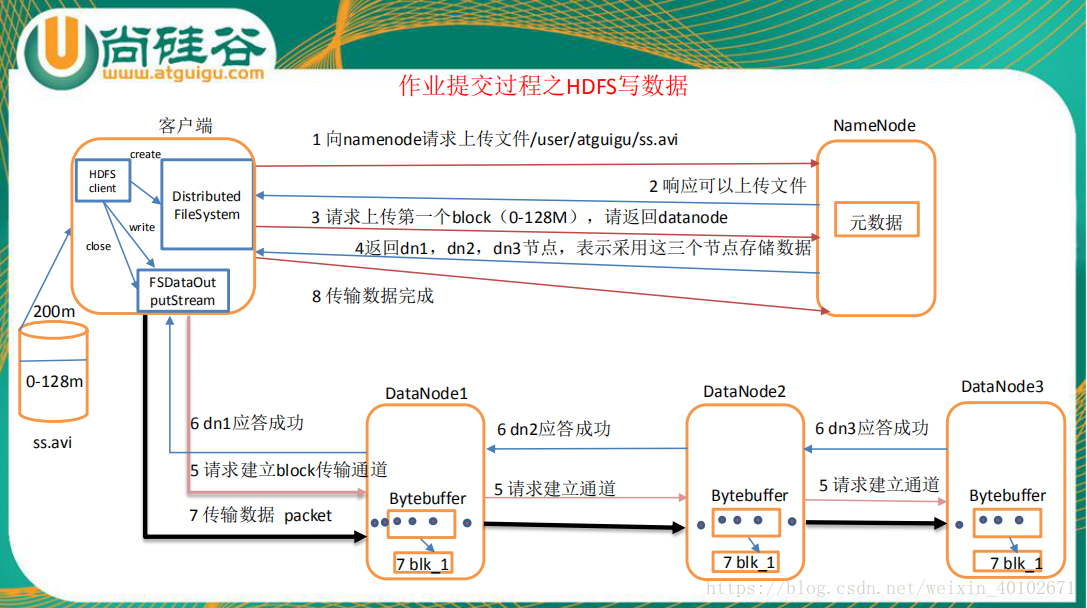 尚硅谷
www.atguigu.com
作业提交过程之HDFS写数据
客户端
NameNode
1 向namenode请求上传文件/user/atguigu/ss.avi
create
HDFS
client
Distributed
FileSystem
2 响应可以上传文件
write
3 请求上传第一个block（0-128M），请返回datanode
元数据
close
4返回dn1，dn2，dn3节点，表示采用这三个节点存储数据
FSDataOut
putStream
8 传输数据完成
200m
0-128m
ss.avi
DataNode1
DataNode2
DataNode3
6 dn1应答成功
6 dn2应答成功
6 dn3应答成功
5 请求建立block传输通道
5 请求建立通道
5 请求建立通道
Bytebuffer
Bytebuffer
Bytebuffer
7 传输数据 packet
7 blk_1
7 blk_1
7 blk_1
https://blog.csdn.net/weixin_40102671